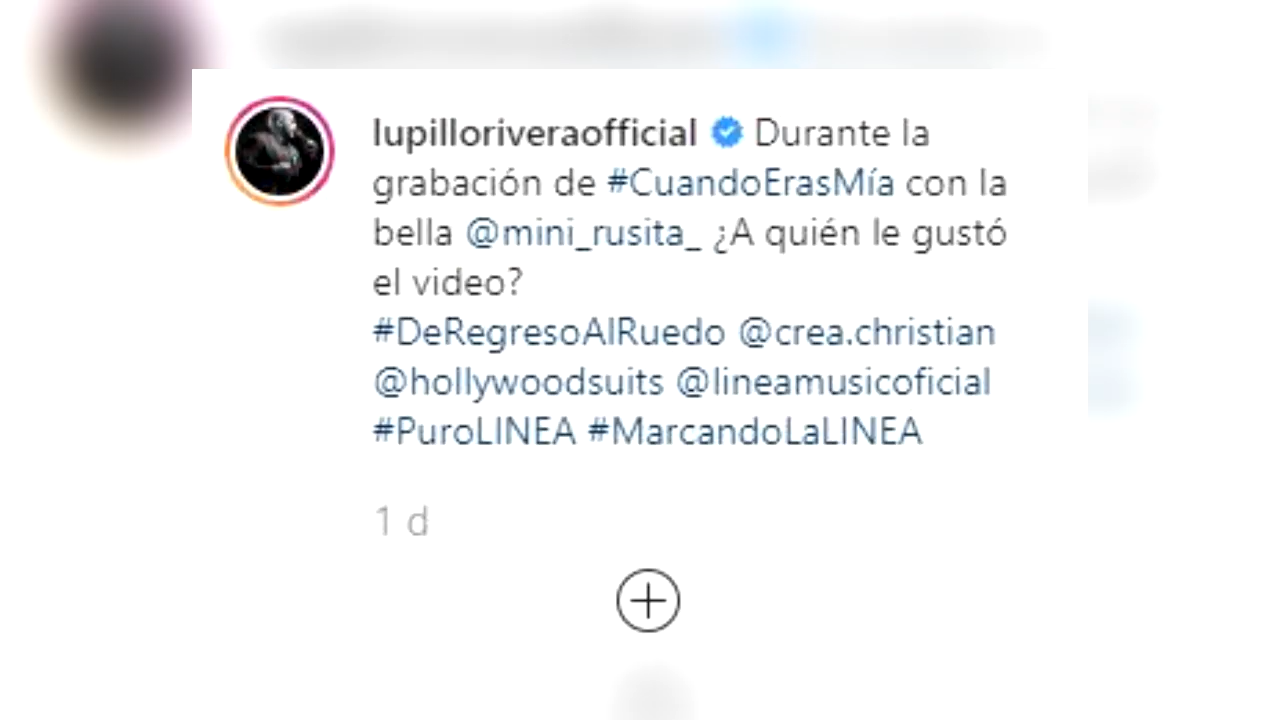 lupilloriveraofficial Durante la
grabación de #CuandoErasMía con la
bella @mini_rusita_ ¿A quién le gustó
el video?
#DeRegresoAlRuedo @crea.christian
@hollywoodsuits @lineamusicoficial
#PuroLINEA #MarcandoLaLINEA
1 d